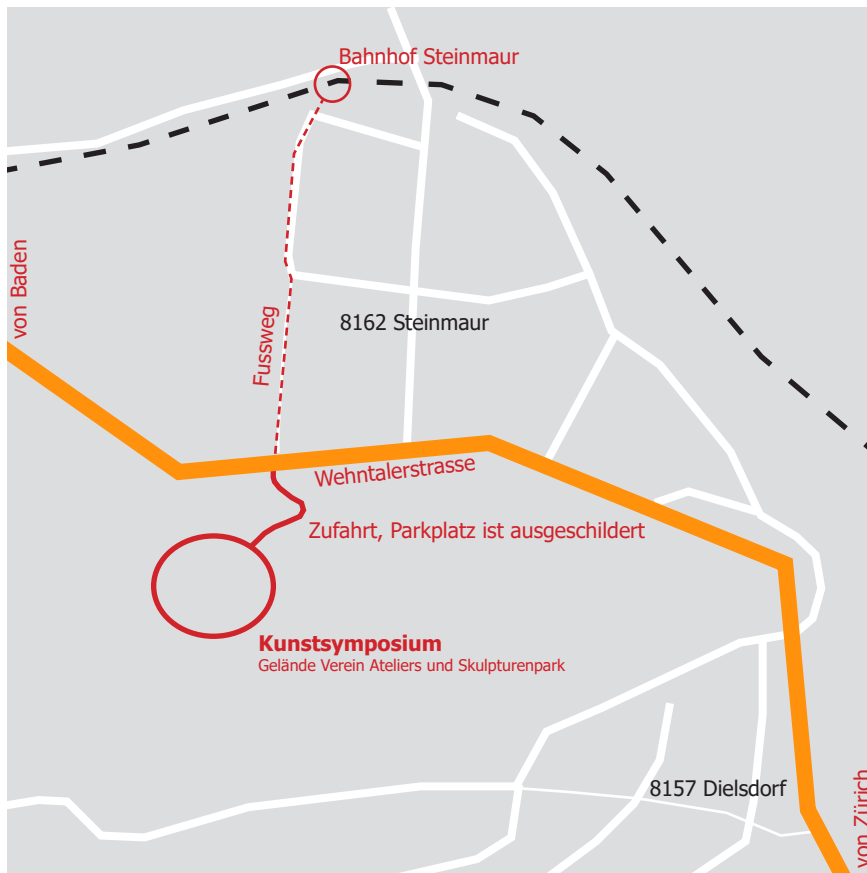 Bahnhof Steinmaur
von Baden
8162 Steinmaur
Fussweg
Wehntalerstrasse
Zufahrt, Parkplatz ist ausgeschildert
Kunstsymposium
Gelände Verein Ateliers und Skulpturenpark
8157 Dielsdorf
von Zürich